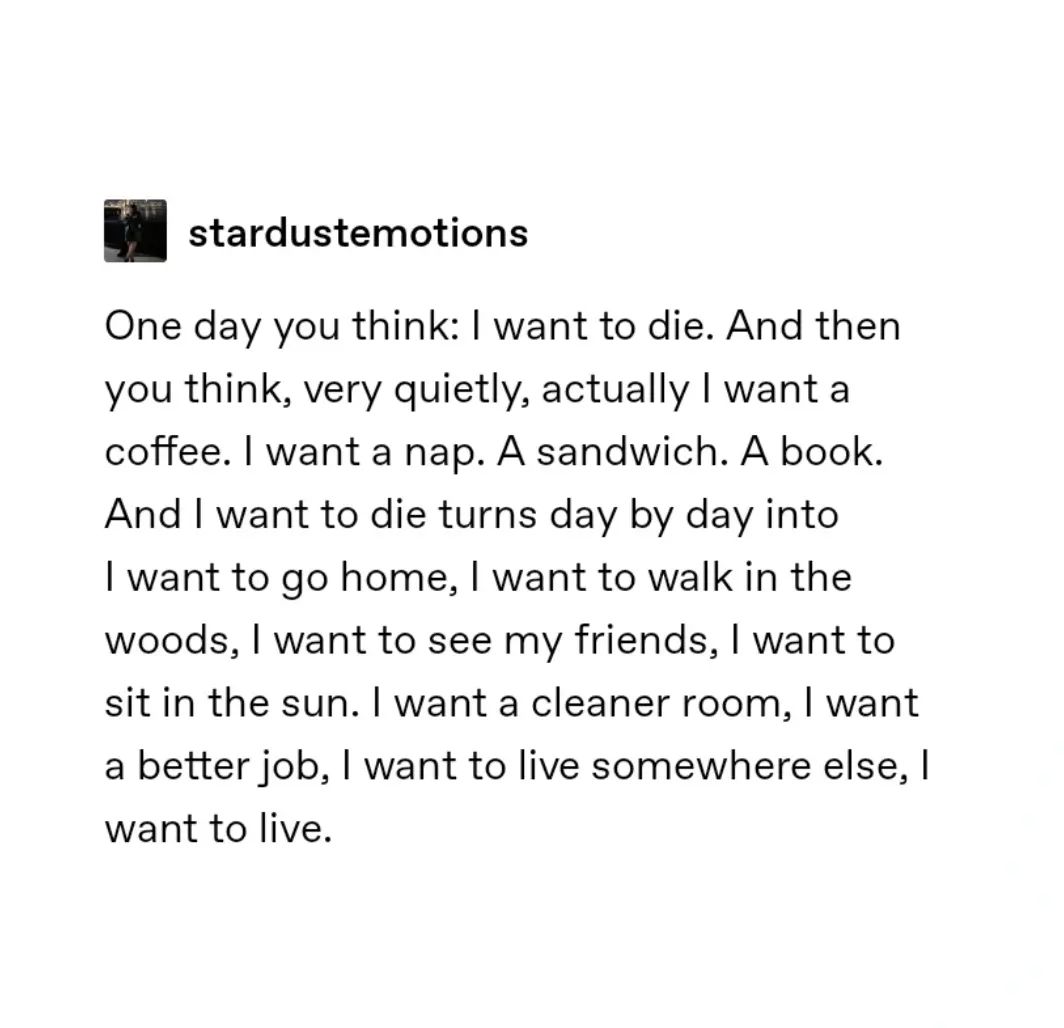 stardustemotions
One day you think: I want to die. And then
you think, very quietly, actually I want a
coffee. I want a nap. A sandwich. A book.
And I want to die turns day by day into
I want to go home, I want to walk in the
woods, I want to see my friends, I want to
sit in the sun. I want a cleaner room, I want
a better job, I want to live somewhere else, I
want to live.